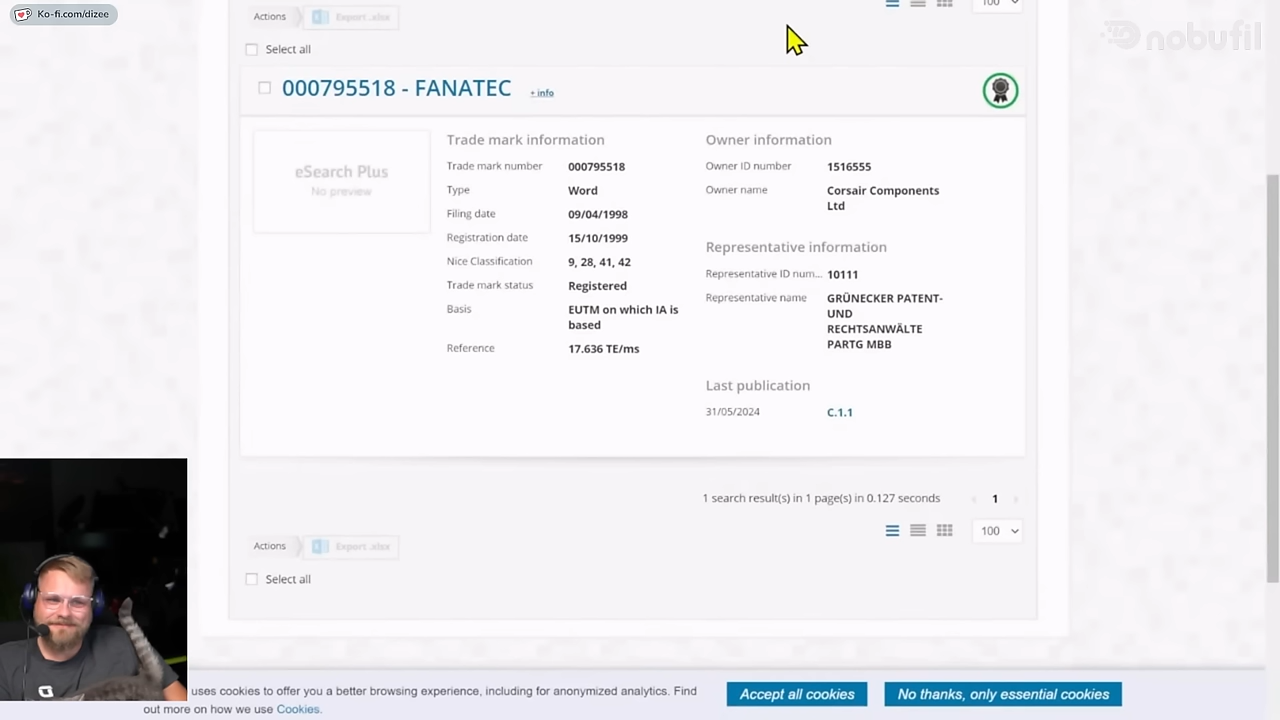 Ko-fi.com/dizee
nobufil
Actions
Export .xlsx
100
Select all
000795518 - FANATEC
+ info
eSearch Plus
No preview
Trade mark information
Trade mark number 000795518
Type Word
Filing date 09/04/1998
Registration date 15/10/1999
Nice Classification 9, 28, 41, 42
Trade mark status Registered
Basis EUTM on which IA is
based
Reference 17.636 TE/ms
Owner information
Owner ID number 1516555
Owner name Corsair Components
Ltd
Representative information
Representative ID num... 10111
Representative name GRÜNECKER PATENT-
UND
RECHTSANWÄLTE
PARTG MBB
Last publication
31/05/2024 C.1.1
1 search result(s) in 1 page(s) in 0.127 seconds
1
Actions
Export .xlsx
100
Select all
uses cookies to offer you a better browsing experience, including for anonymized analytics. Find
out more on how we use Cookies.
Accept all cookies
No thanks, only essential cookies